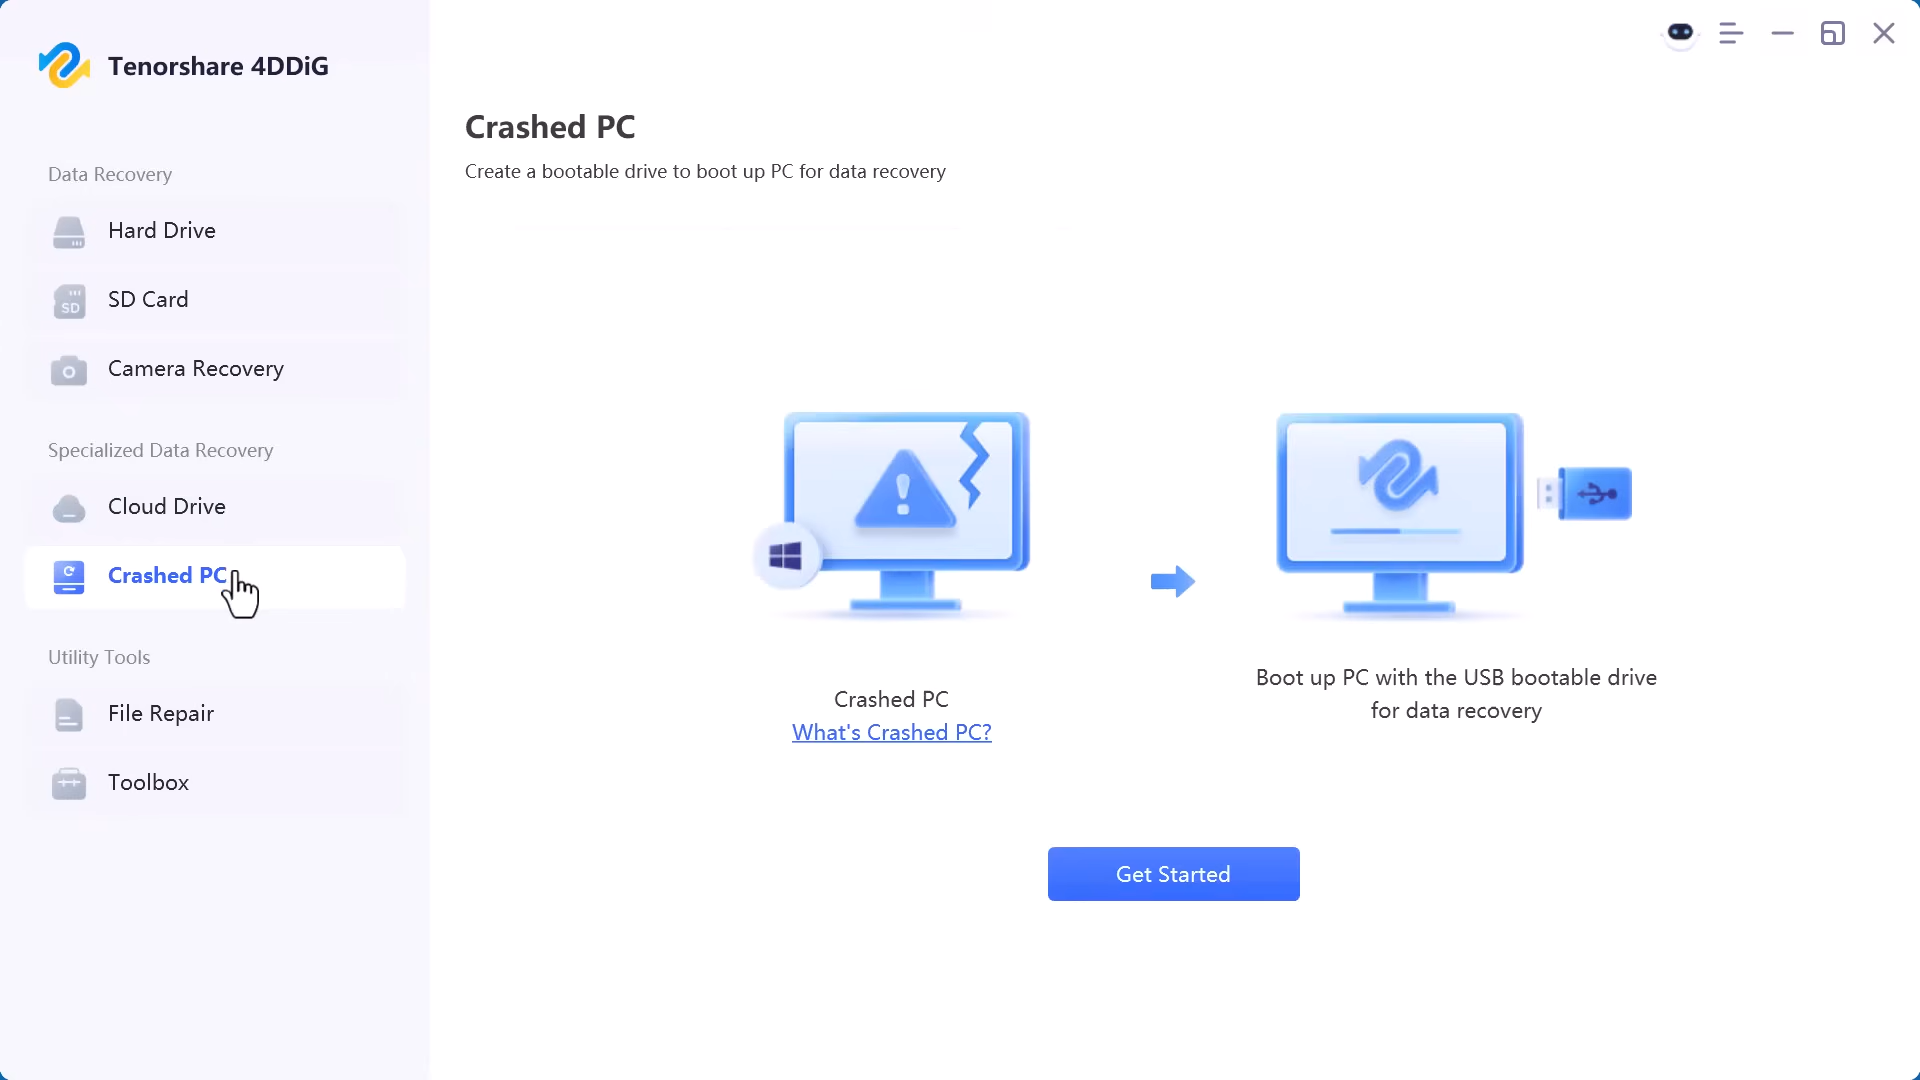 Tenorshare 4DDiG
Data Recovery
Hard Drive
SD
SD Card
Camera Recovery
Specialized Data Recovery
Cloud Drive
Crashed PC
Utility Tools
File Repair
Toolbox
Crashed PC
Create a bootable drive to boot up PC for data recovery
Crashed PC
What's Crashed PC?
Boot up PC with the USB bootable drive
for data recovery
Get Started